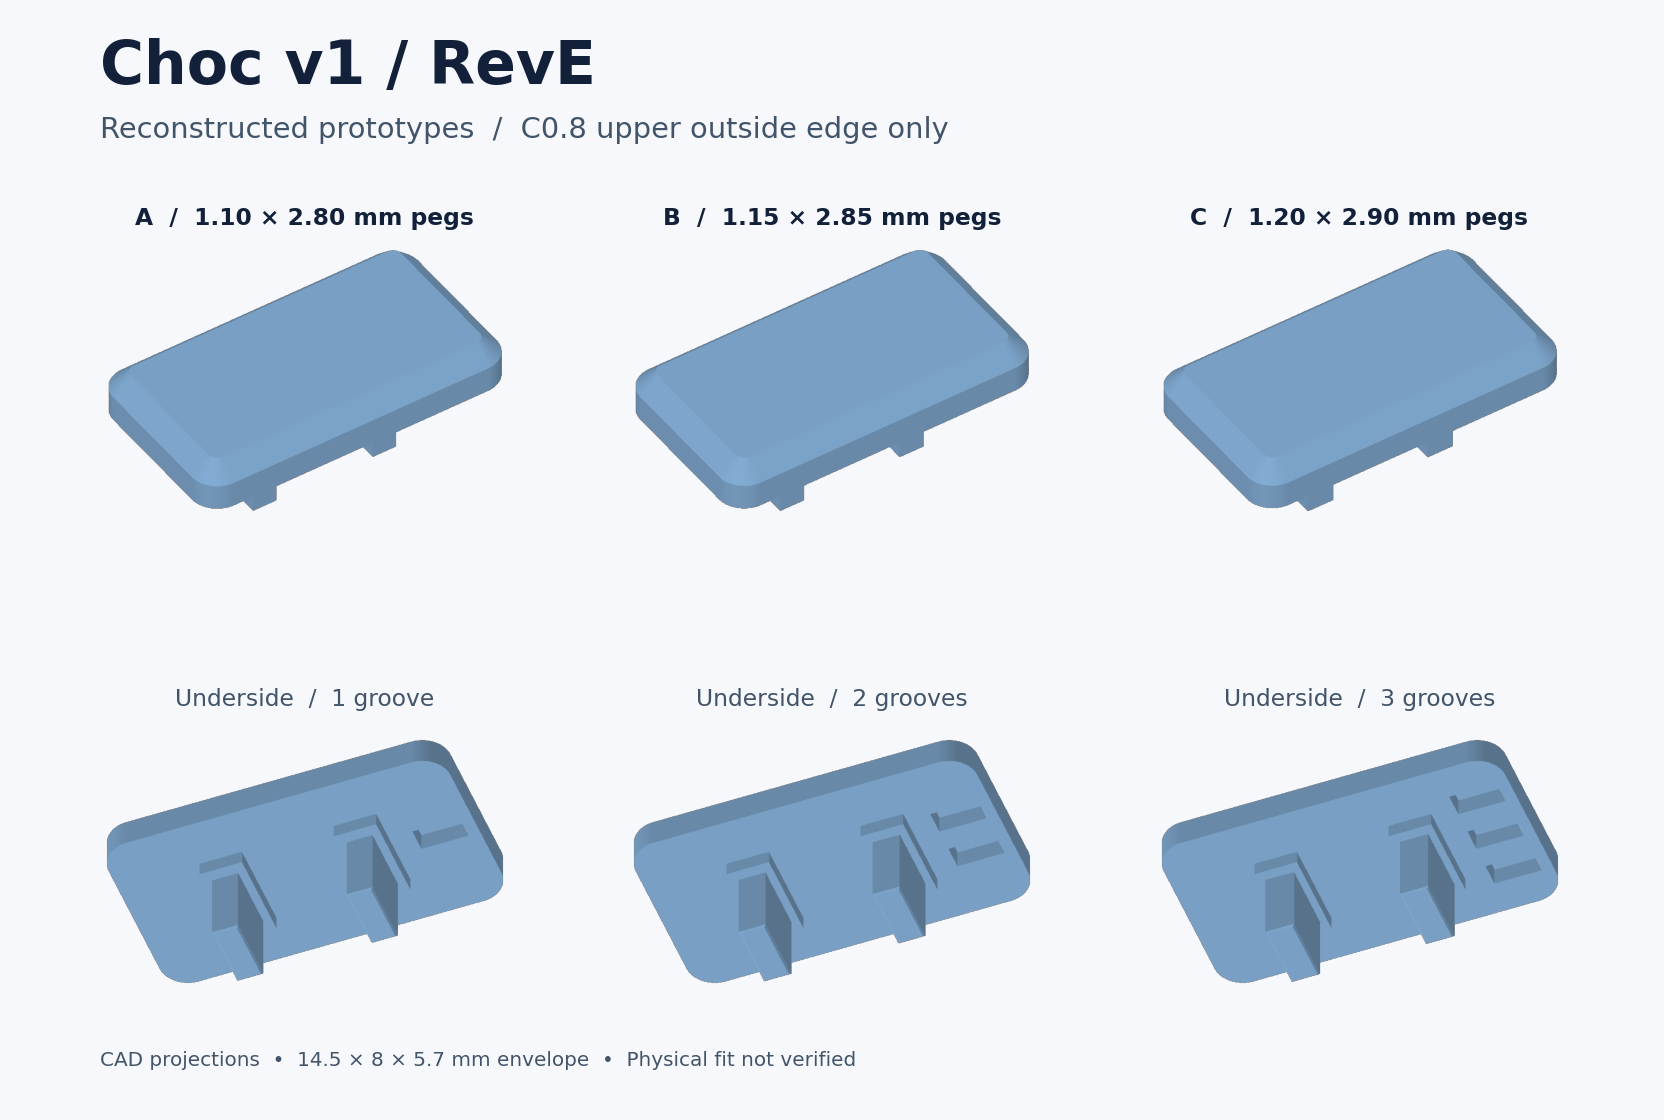 Choc v1 / RevE
Reconstructed prototypes / C0.8 upper outside edge only
A / 1.10 × 2.80 mm pegs
B / 1.15 × 2.85 mm pegs
C / 1.20 × 2.90 mm pegs
Underside / 1 groove
Underside / 2 grooves
Underside / 3 grooves
CAD projections • 14.5 × 8 × 5.7 mm envelope • Physical fit not verified